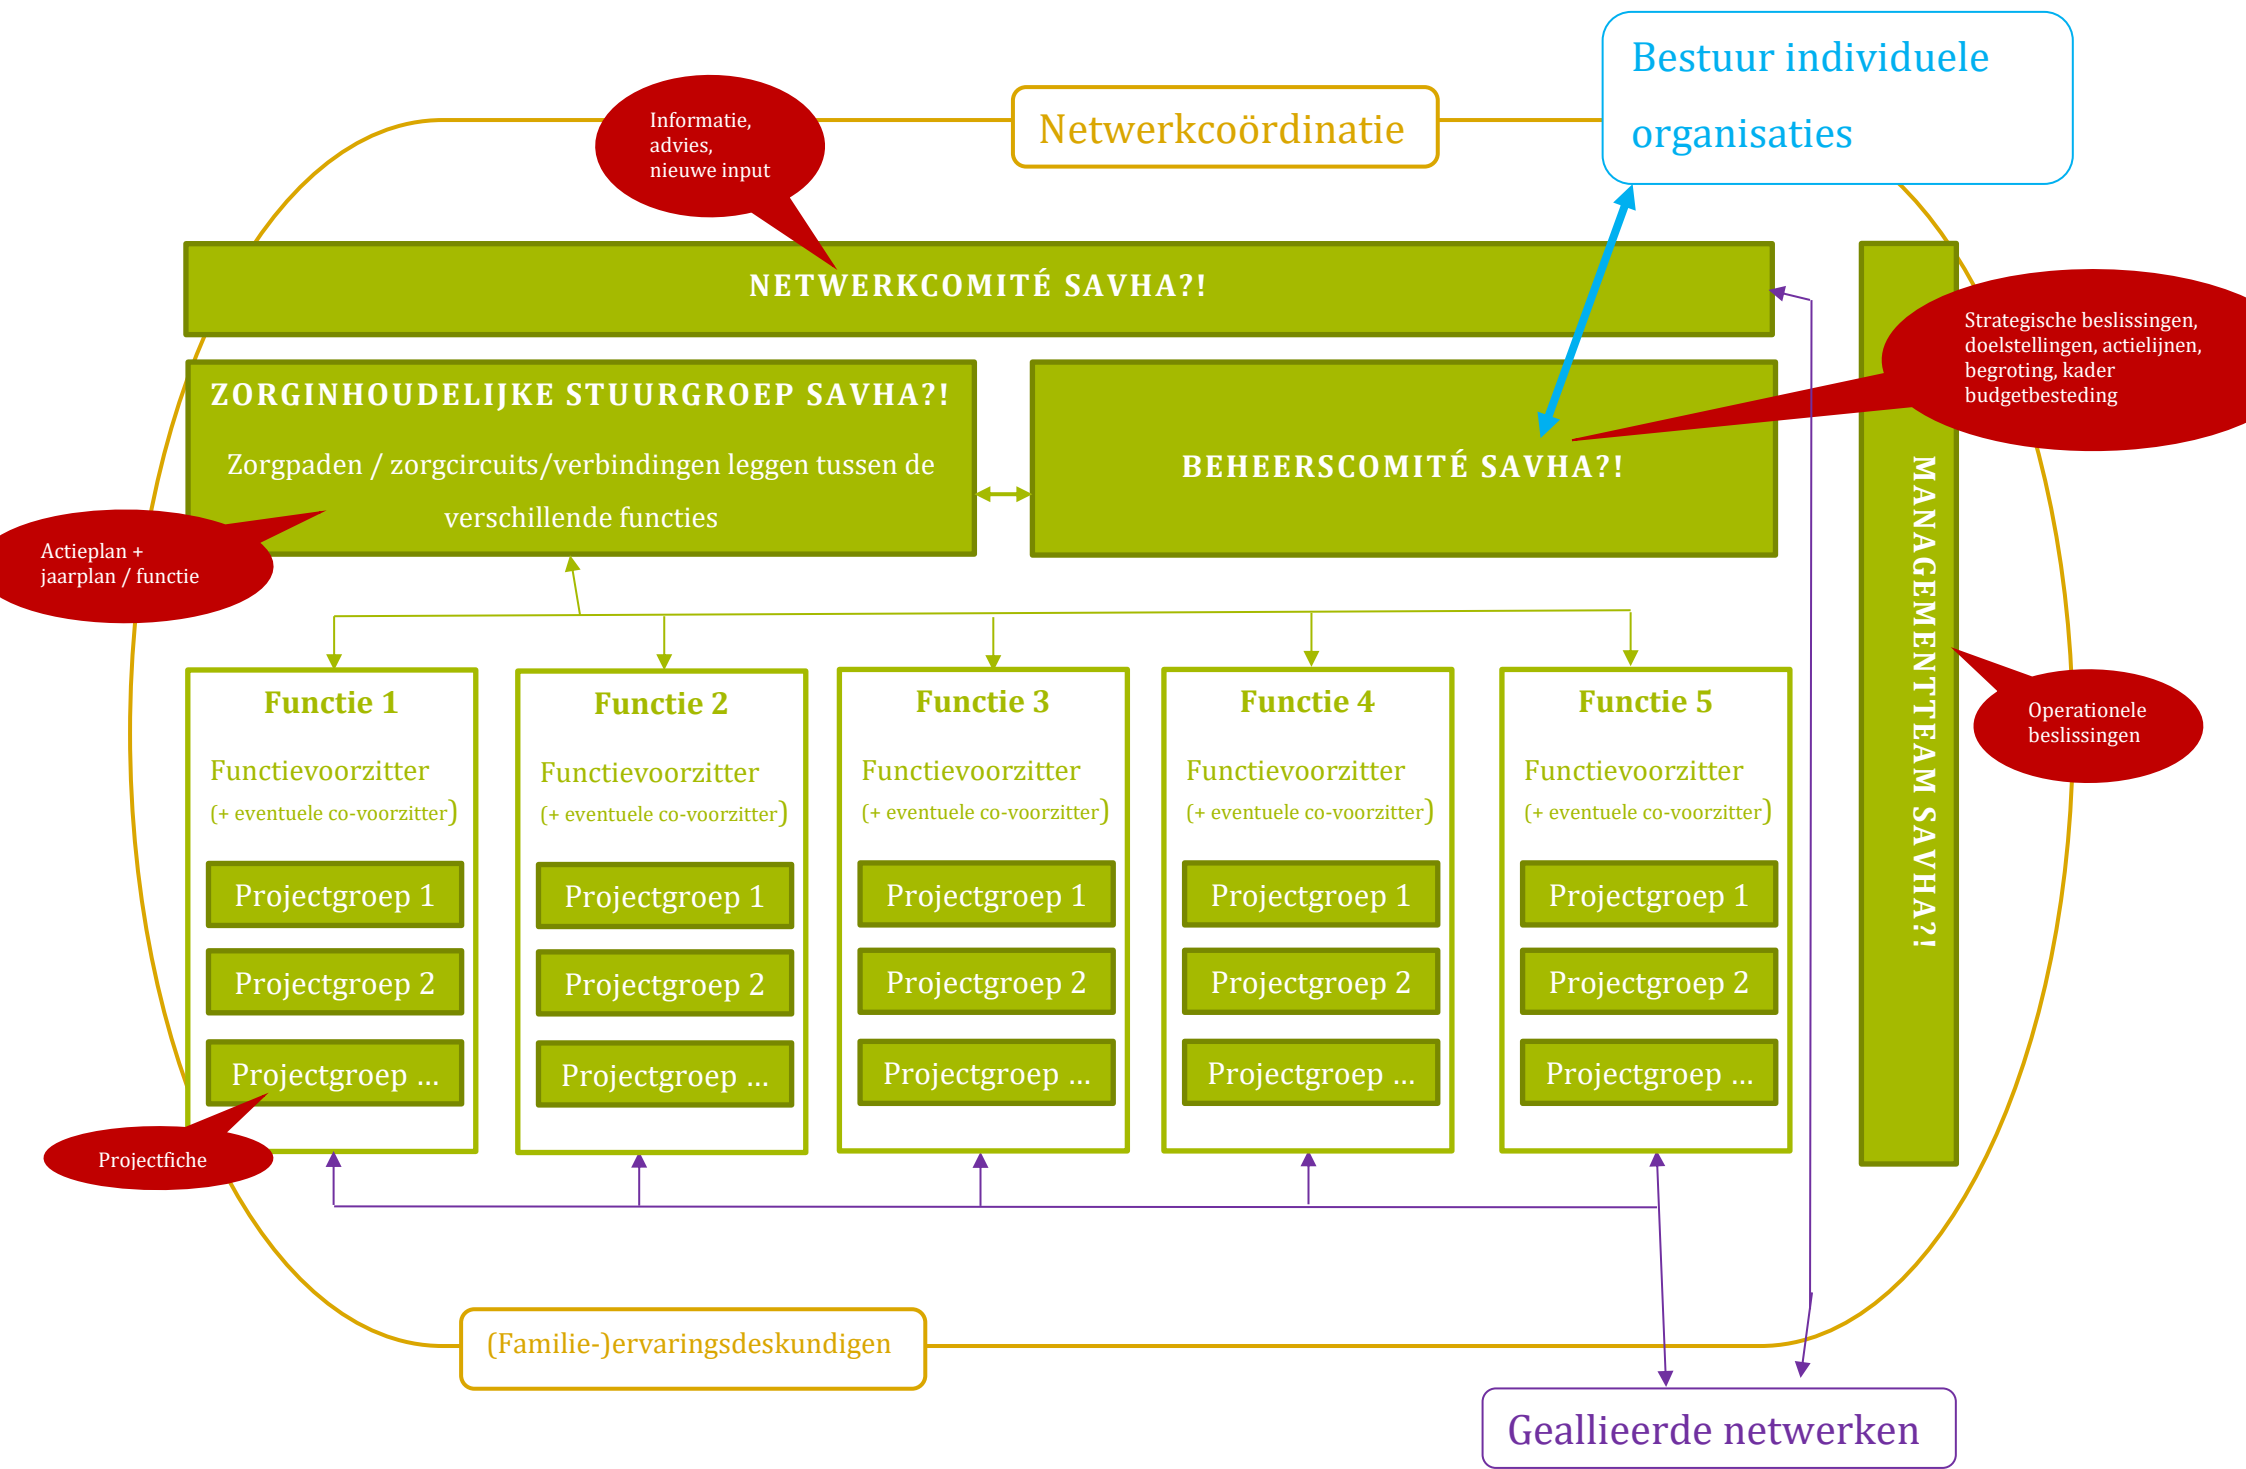 Bestuur individuele
organisaties
Netwerkcoördinatie
Informatie,
advies,
nieuwe input
NETWERKCOMITÉ SAVHA?!
Strategische beslissingen,
doelstellingen, actielijnen,
begroting, kader
budgetbesteding
ZORGINHOUDELIJKE STUURGROEP SAVHA?!
Zorgpaden / zorgcircuits/verbindingen leggen tussen de
verschillende functies
BEHEERSCOMITÉ SAVHA?!
MANAGEMENTTEAM SAVHA?!
Actieplan +
jaarplan / functie
Operationele
beslissingen
Functie 1
Functievoorzitter
(+ eventuele co-voorzitter)
Projectgroep 1
Projectgroep 2
Projectgroep ...
Functie 2
Functievoorzitter
(+ eventuele co-voorzitter)
Projectgroep 1
Projectgroep 2
Projectgroep ...
Functie 3
Functievoorzitter
(+ eventuele co-voorzitter)
Projectgroep 1
Projectgroep 2
Projectgroep ...
Functie 4
Functievoorzitter
(+ eventuele co-voorzitter)
Projectgroep 1
Projectgroep 2
Projectgroep ...
Functie 5
Functievoorzitter
(+ eventuele co-voorzitter)
Projectgroep 1
Projectgroep 2
Projectgroep ...
Projectfiche
(Familie-)ervaringsdeskundigen
Geallieerde netwerken